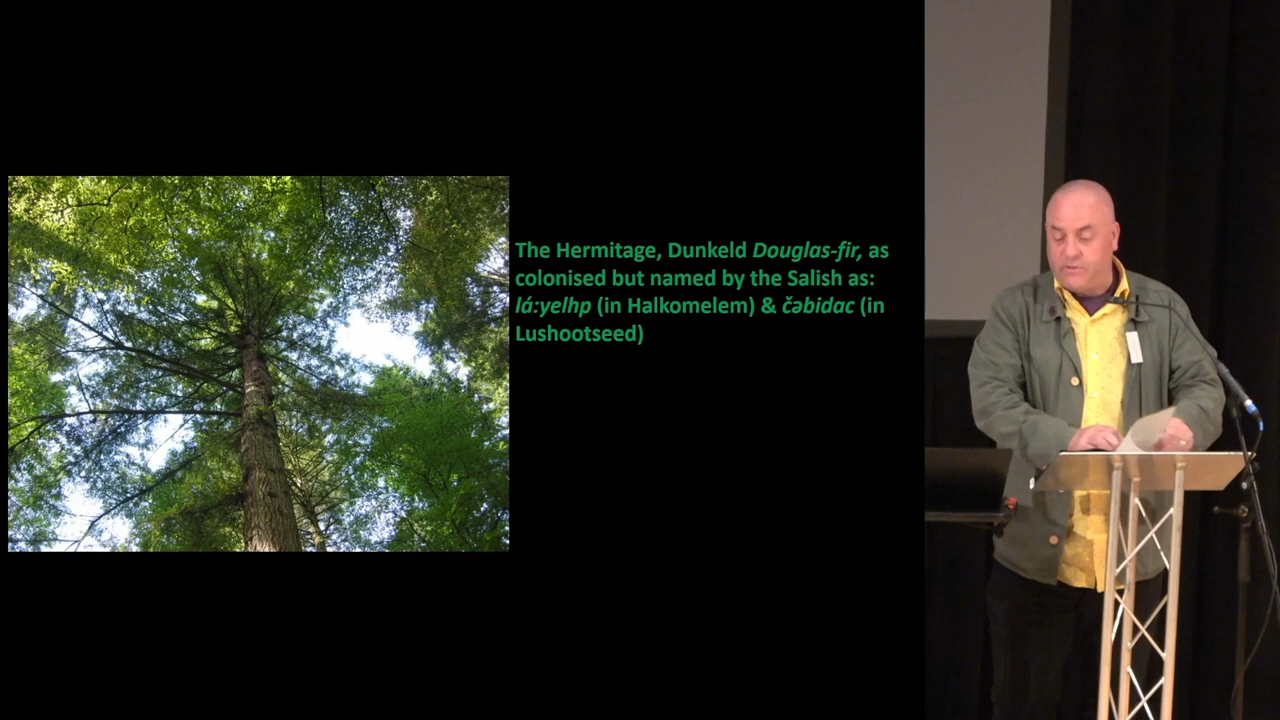 The Hermitage, Dunkeld Douglas-fir, as
colonised but named by the Salish as:
lá:yelhp (in Halkomelem) & čəbidac (in
Lushootseed)